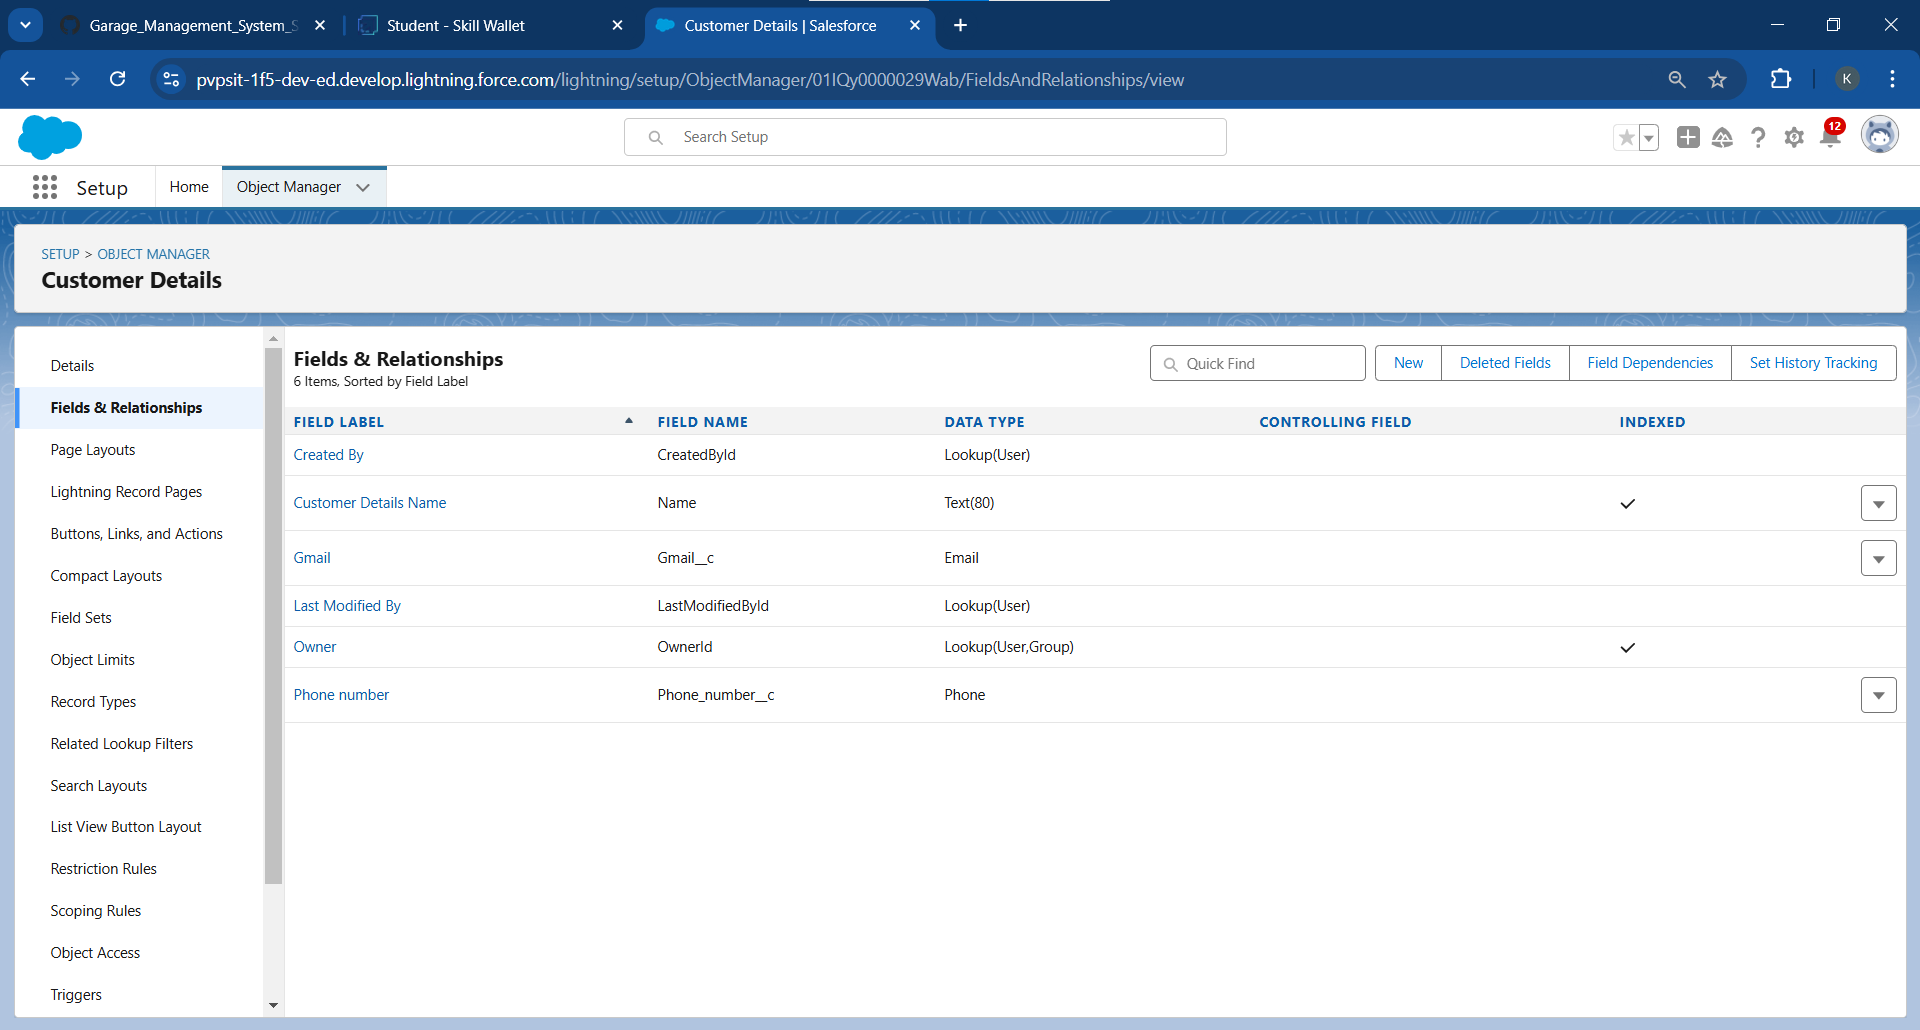 Garage_Management_System_S
Student - Skill Wallet
Customer Details | Salesforce
pvpsit-1f5-dev-ed.develop.lightning.force.com/lightning/setup/ObjectManager/01IQy0000029Wab/FieldsAndRelationships/view
K
Search Setup
12
Setup
Home
Object Manager
SETUP > OBJECT MANAGER
Customer Details
Details
Fields & Relationships
Page Layouts
Lightning Record Pages
Buttons, Links, and Actions
Compact Layouts
Field Sets
Object Limits
Record Types
Related Lookup Filters
Search Layouts
List View Button Layout
Restriction Rules
Scoping Rules
Object Access
Triggers
Fields & Relationships
6 Items, Sorted by Field Label
Quick Find
New
Deleted Fields
Field Dependencies
Set History Tracking
FIELD LABEL FIELD NAME DATA TYPE CONTROLLING FIELD INDEXED
Created By CreatedById Lookup(User)
Customer Details Name Name Text(80)
Gmail Gmail__c Email
Last Modified By LastModifiedById Lookup(User)
Owner OwnerId Lookup(User,Group)
Phone number Phone_number__c Phone